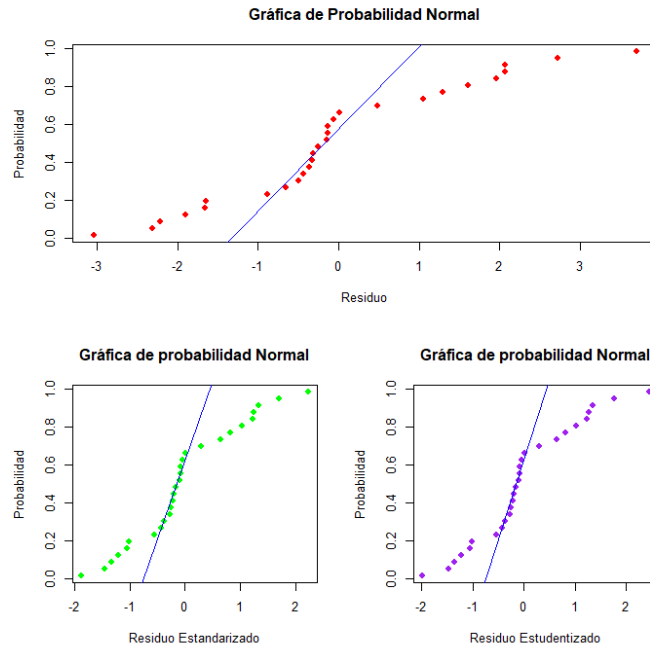 Gráfica de Probabilidad Normal
Probabilidad
0.0 0.2 0.4 0.6 0.8 1.0
-3 -2 -1 0 1 2 3
Residuo
Gráfica de probabilidad Normal
Probabilidad
0.0 0.2 0.4 0.6 0.8 1.0
-2 -1 0 1 2
Residuo Estandarizado
Gráfica de probabilidad Normal
Probabilidad
0.0 0.2 0.4 0.6 0.8 1.0
-2 -1 0 1 2
Residuo Estudentizado